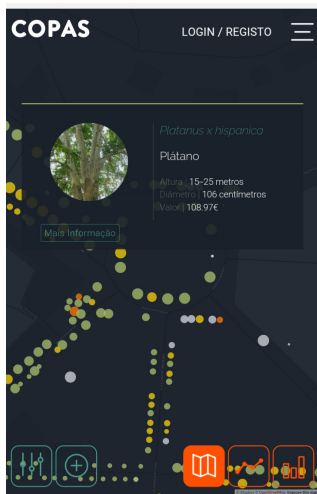 COPAS
LOGIN / REGISTO
Platanus x hispanica
Plátano
Altura | 15-25 metros
Diâmetro | 106 centímetros
Valor | 108.97€
Mais Informação